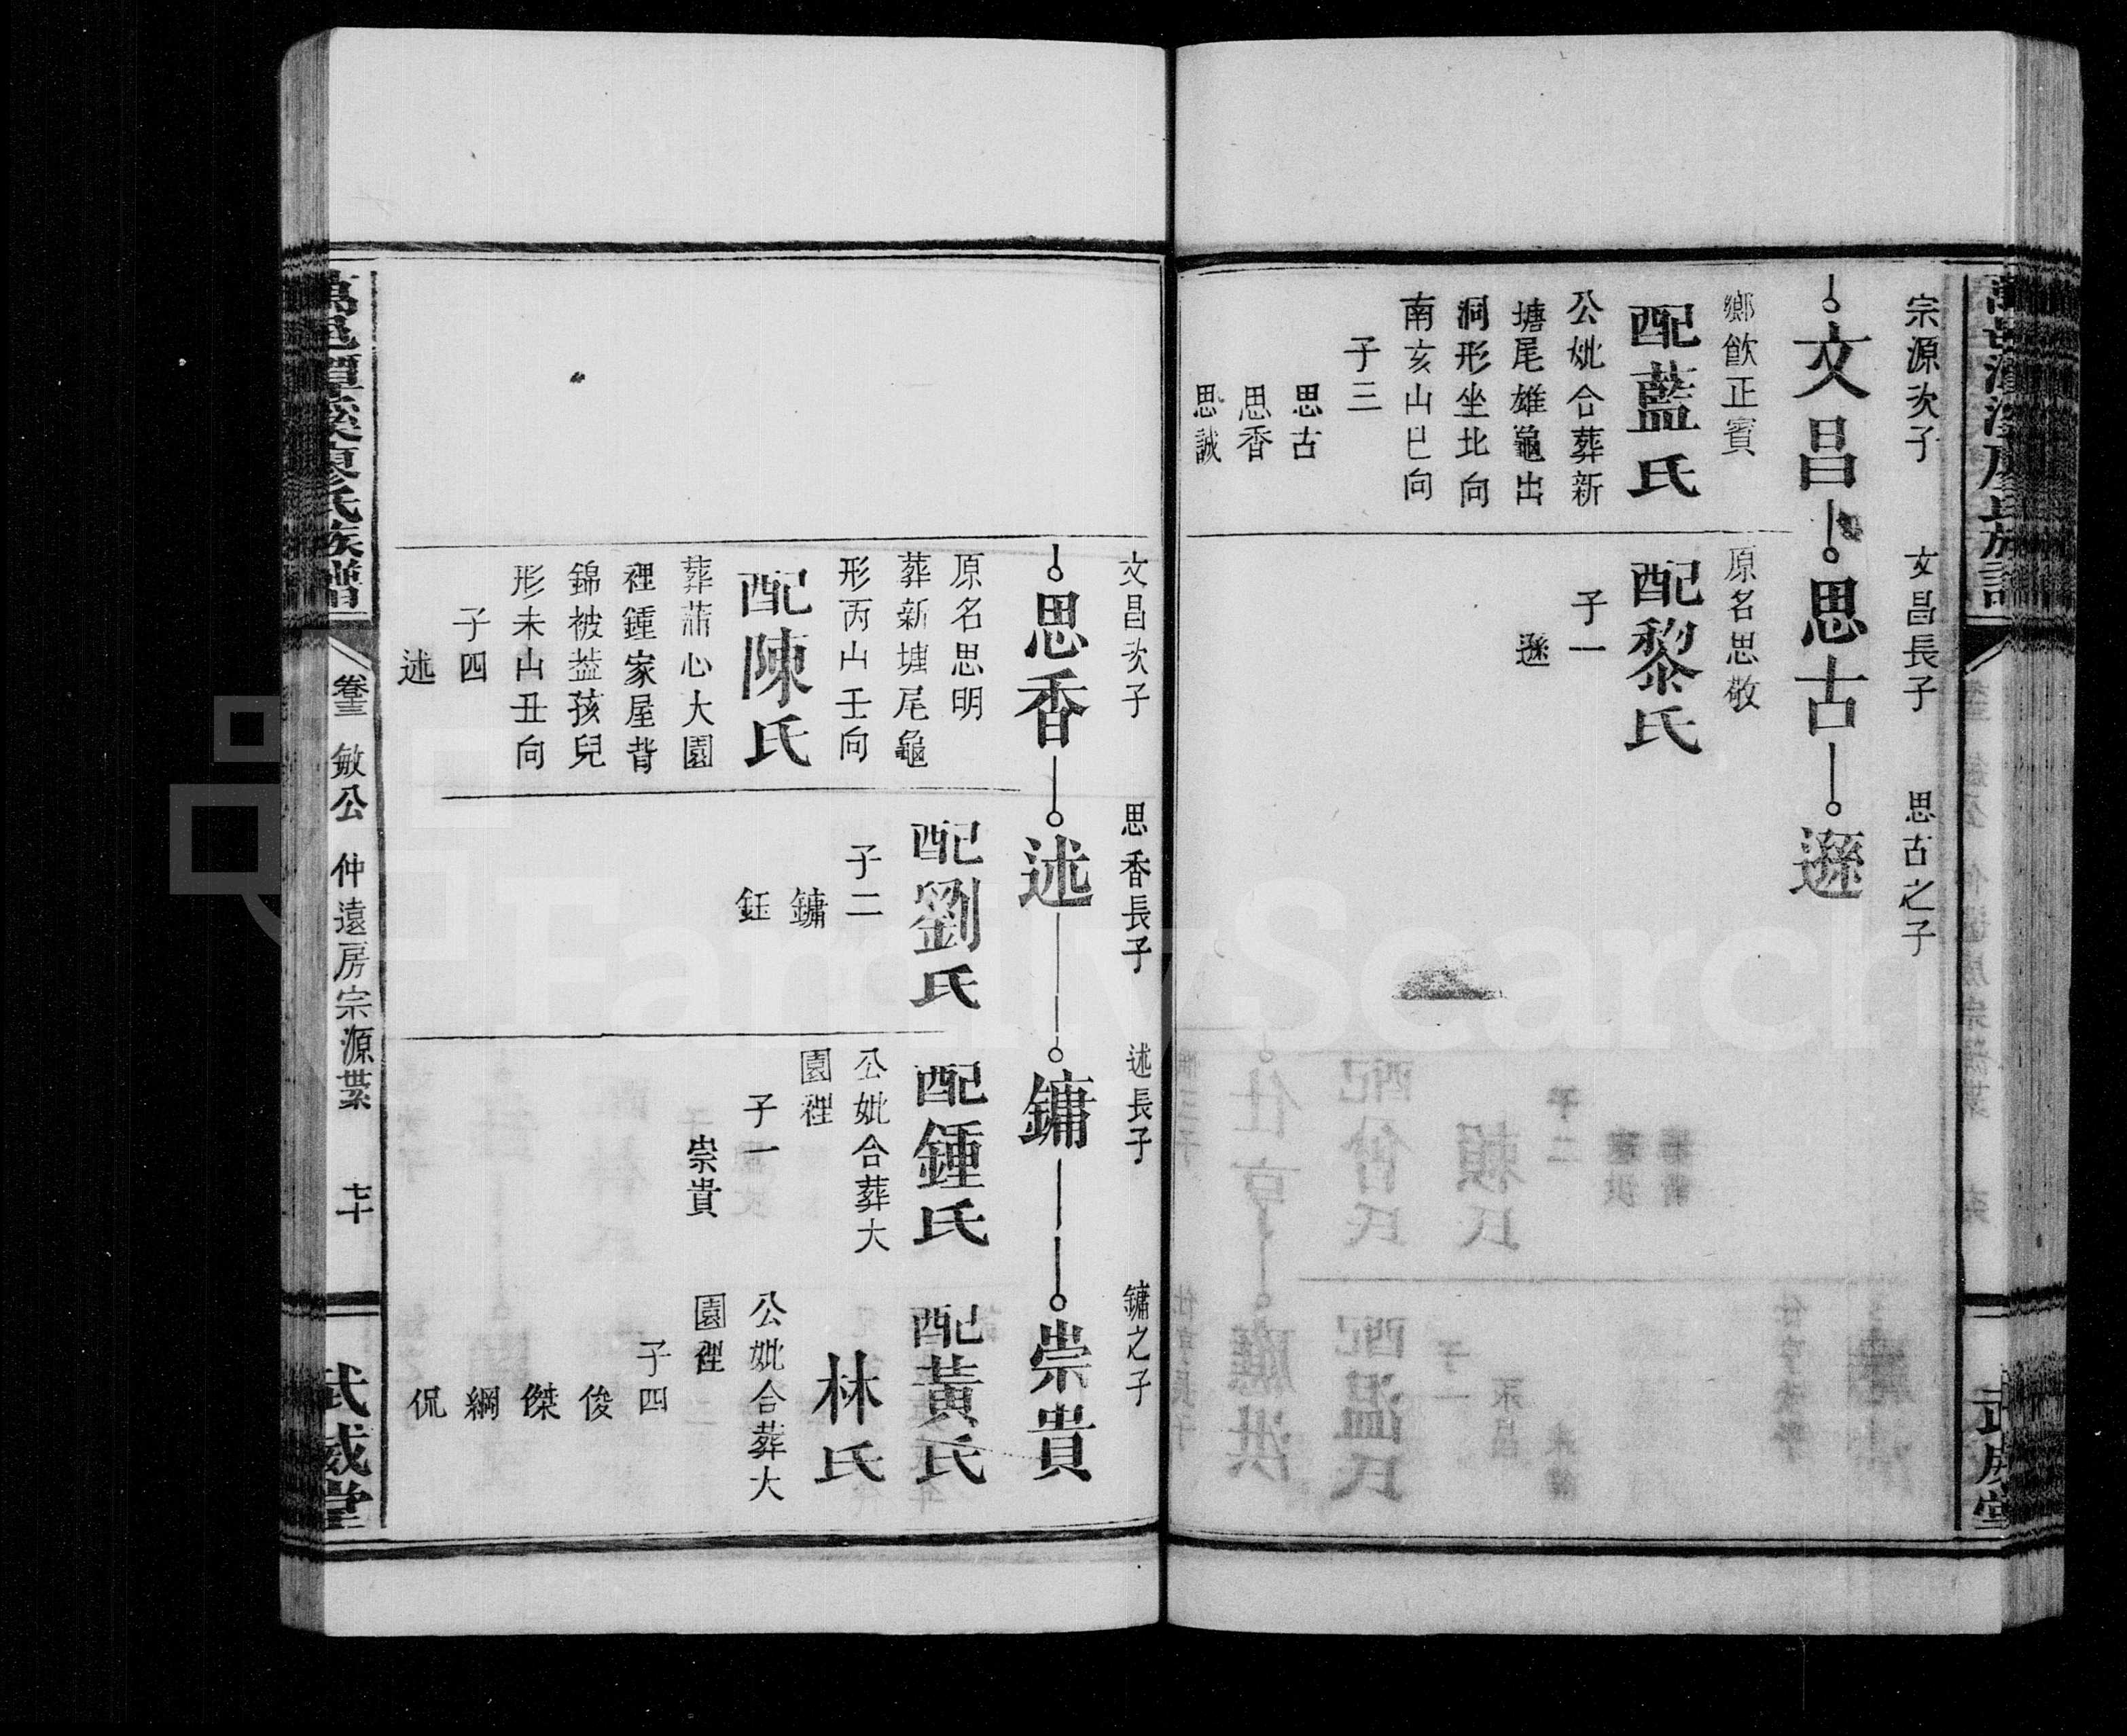 宗源次子
文昌長子
思古之子
文昌
思古
遜
鄉飲正賓
配藍氏
公妣合葬新
塘尾雄龜出
洞形坐北向
南亥山巳向
子三
思古
思香
思誠
原名思敬
配黎氏
子一
遜
文昌次子
思香長子
述長子
鏞之子
思香
述
鏞
崇貴
原名思明
葬新塘尾龜
形丙山壬向
配陳氏
葬蒲心大園
裡鍾家屋背
錦被葢孩兒
形未山丑向
子四
述
配劉氏
子二
鏞
鈺
配鍾氏
公妣合葬大
園裡
子一
崇貴
配黃氏
林氏
公妣合葬大
園裡
子四
俊
傑
綱
侃
廖氏族譜
卷三
敏公
仲遠房宗源業
七十
武威堂
FamilySearch